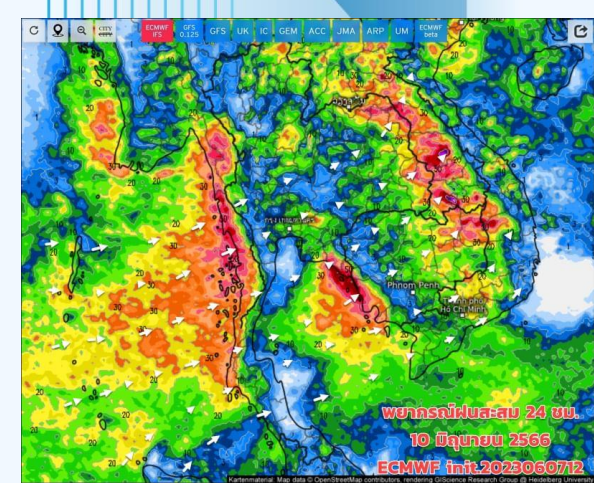 CITY
CITY
ECMWF
IFS
GFS
0.125
GFS
UK
IC
GEM
ACC
JMA
ARP
UM
ECMWF
beta
Phnom Penh
Hồ Chí Minh
พยากรณ์ฝนสะสม 24 ชม.
10 มิถุนายน 2566
ECMWF init.2023060712
Kartenmaterial: Map data © OpenStreetMap contributors, rendering GIScience Research Group @ Heidelberg University